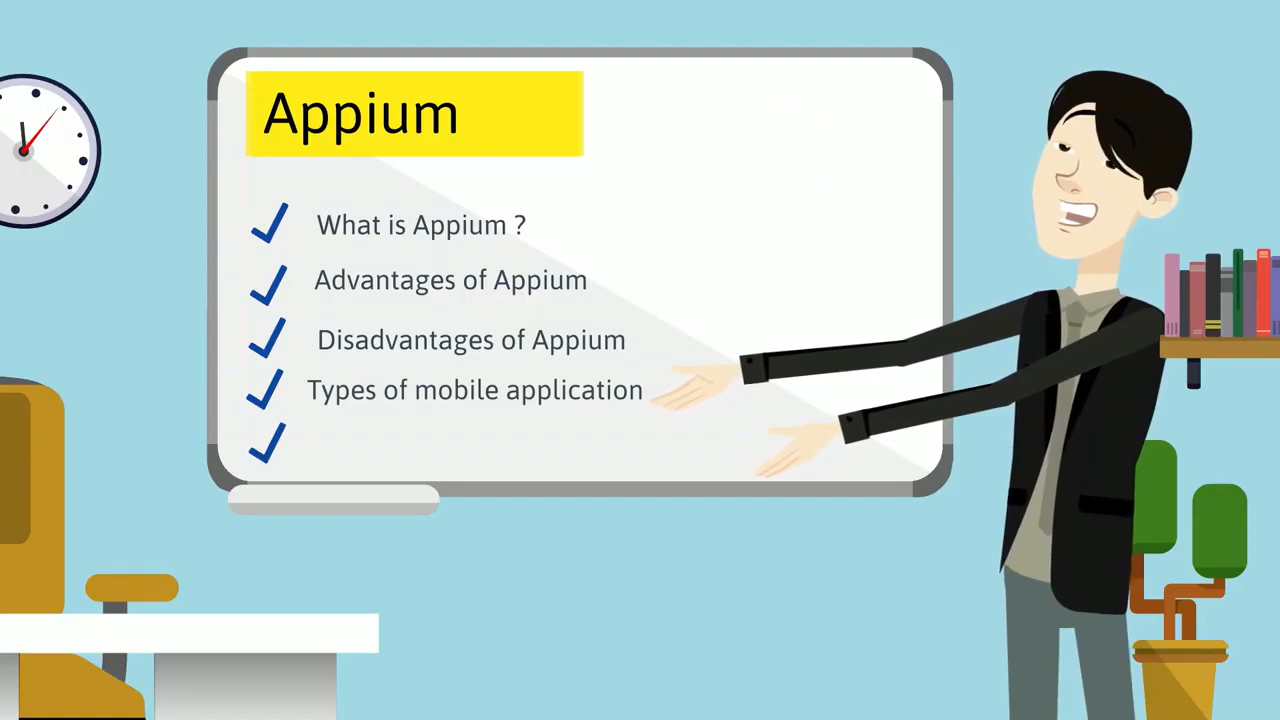 Appium
What is Appium ?
Advantages of Appium
Disadvantages of Appium
Types of mobile application